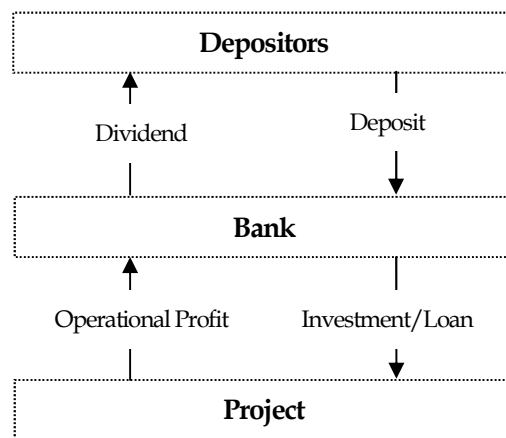 Depositors
Dividend
Deposit
Bank
Operational Profit
Investment/Loan
Project